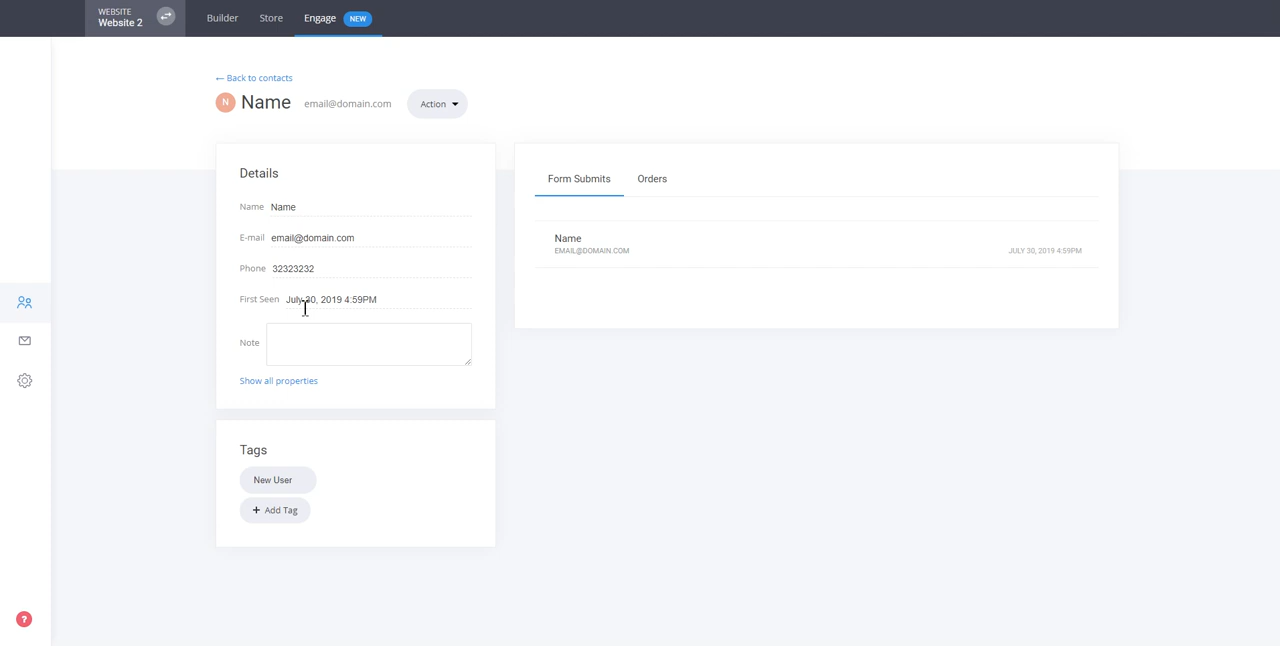 WEBSITE
Website 2
Builder
Store
Engage
NEW
← Back to contacts
N
Name
email@domain.com
Action
Details
Name Name
E-mail email@domain.com
Phone 32323232
First Seen July 30, 2019 4:59PM
Note
Show all properties
Tags
New User
+ Add Tag
Form Submits
Orders
Name
EMAIL@DOMAIN.COM
JULY 30, 2019 4:59PM
?